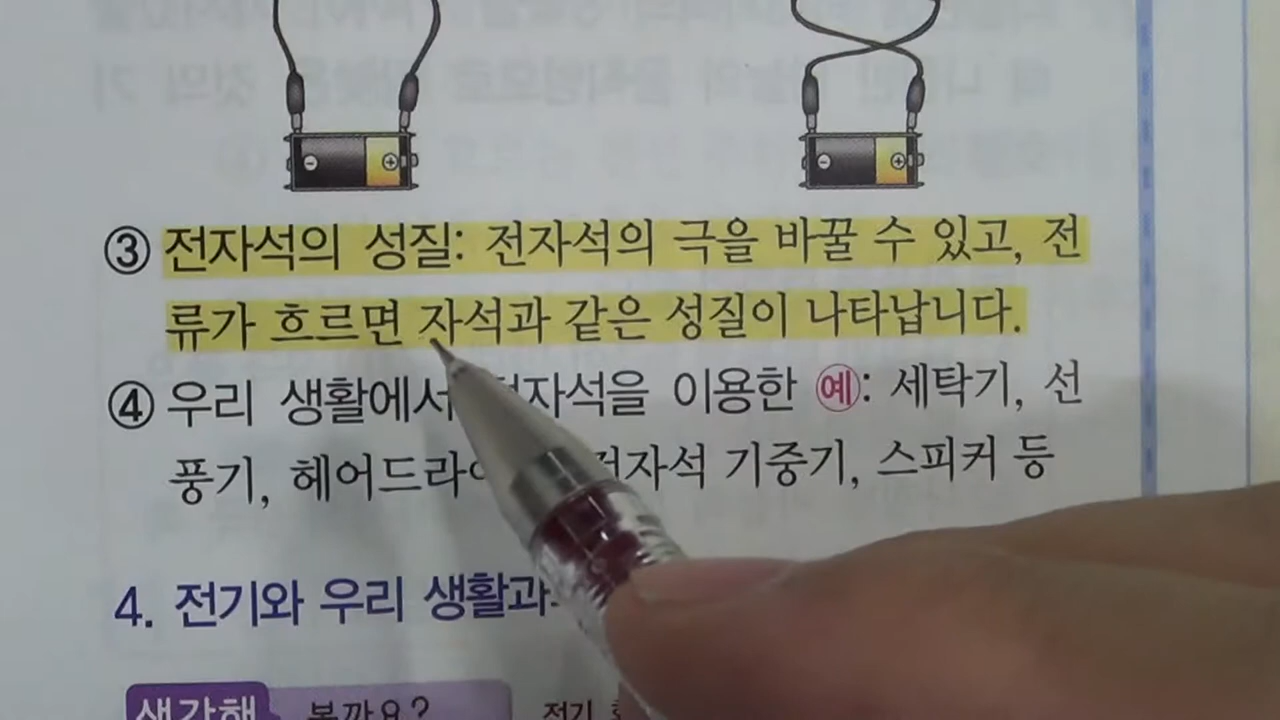 ③ 전자석의 성질: 전자석의 극을 바꿀 수 있고, 전
류가 흐르면 자석과 같은 성질이 나타납니다.
④ 우리 생활에서 전자석을 이용한 예: 세탁기, 선
풍기, 헤어드라이 전자석 기중기, 스피커 등
4. 전기와 우리 생활과
생각해 볼까요? 전기